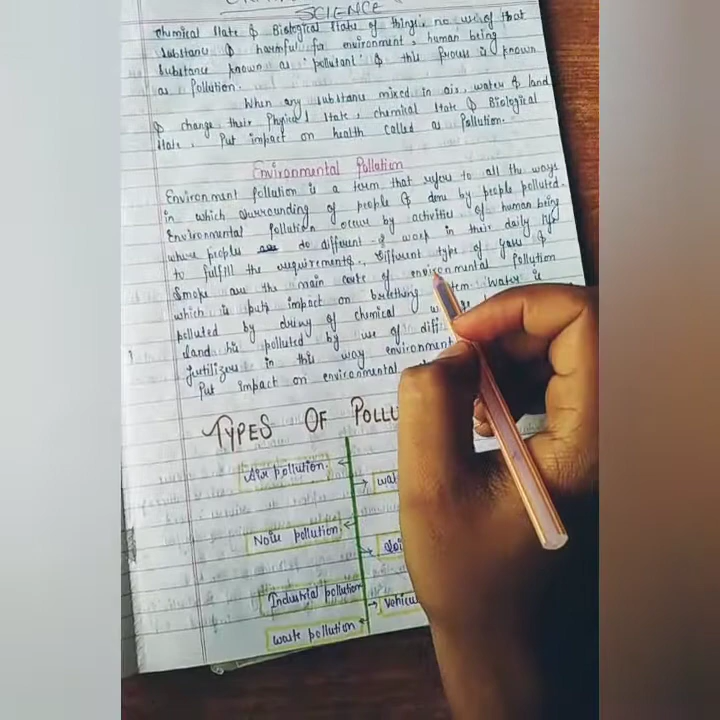 SCIENCE
chemical state & Biological state of things. no use of that
substance & harmful for environment, human being
substance known as 'pollutant' & this process is known
as Pollution.
When any substance mixed in air, water & land
& change their Physical state, chemical state & Biological
state, Put impact on health called as Pollution.
Environmental Pollution
Environment Pollution is a term that refers to all the ways
in which surrounding of people & done by people polluted.
Environmental Pollution occur by activities of human being
where peoples do different work in their daily life
to fulfill the requirements. Different type of gases &
Smoke are the main cause of environmental Pollution
which is puts impact on breathing water is
polluted by of chemical
land his polluted by use of
fertilizers in this way environment
Put impact on environmental
TYPES OF
Air pollution.
Noise pollution.
Industrial pollution
waste pollution